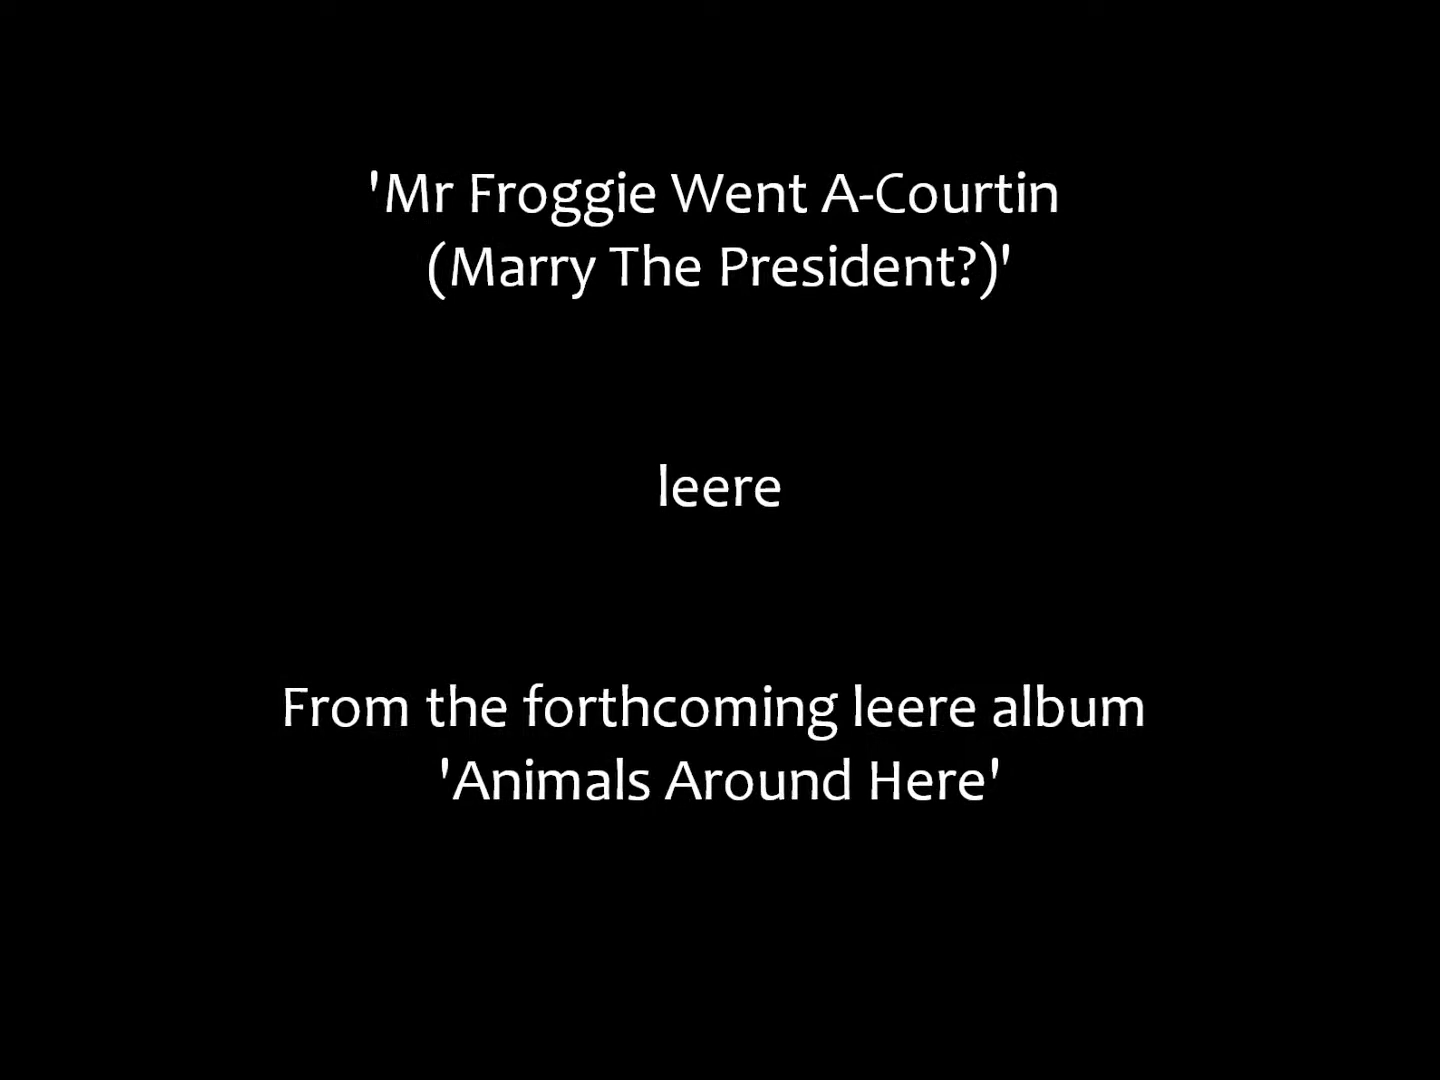 'Mr Froggie Went A-Courtin
(Marry The President?)'
leere
From the forthcoming leere album
'Animals Around Here'